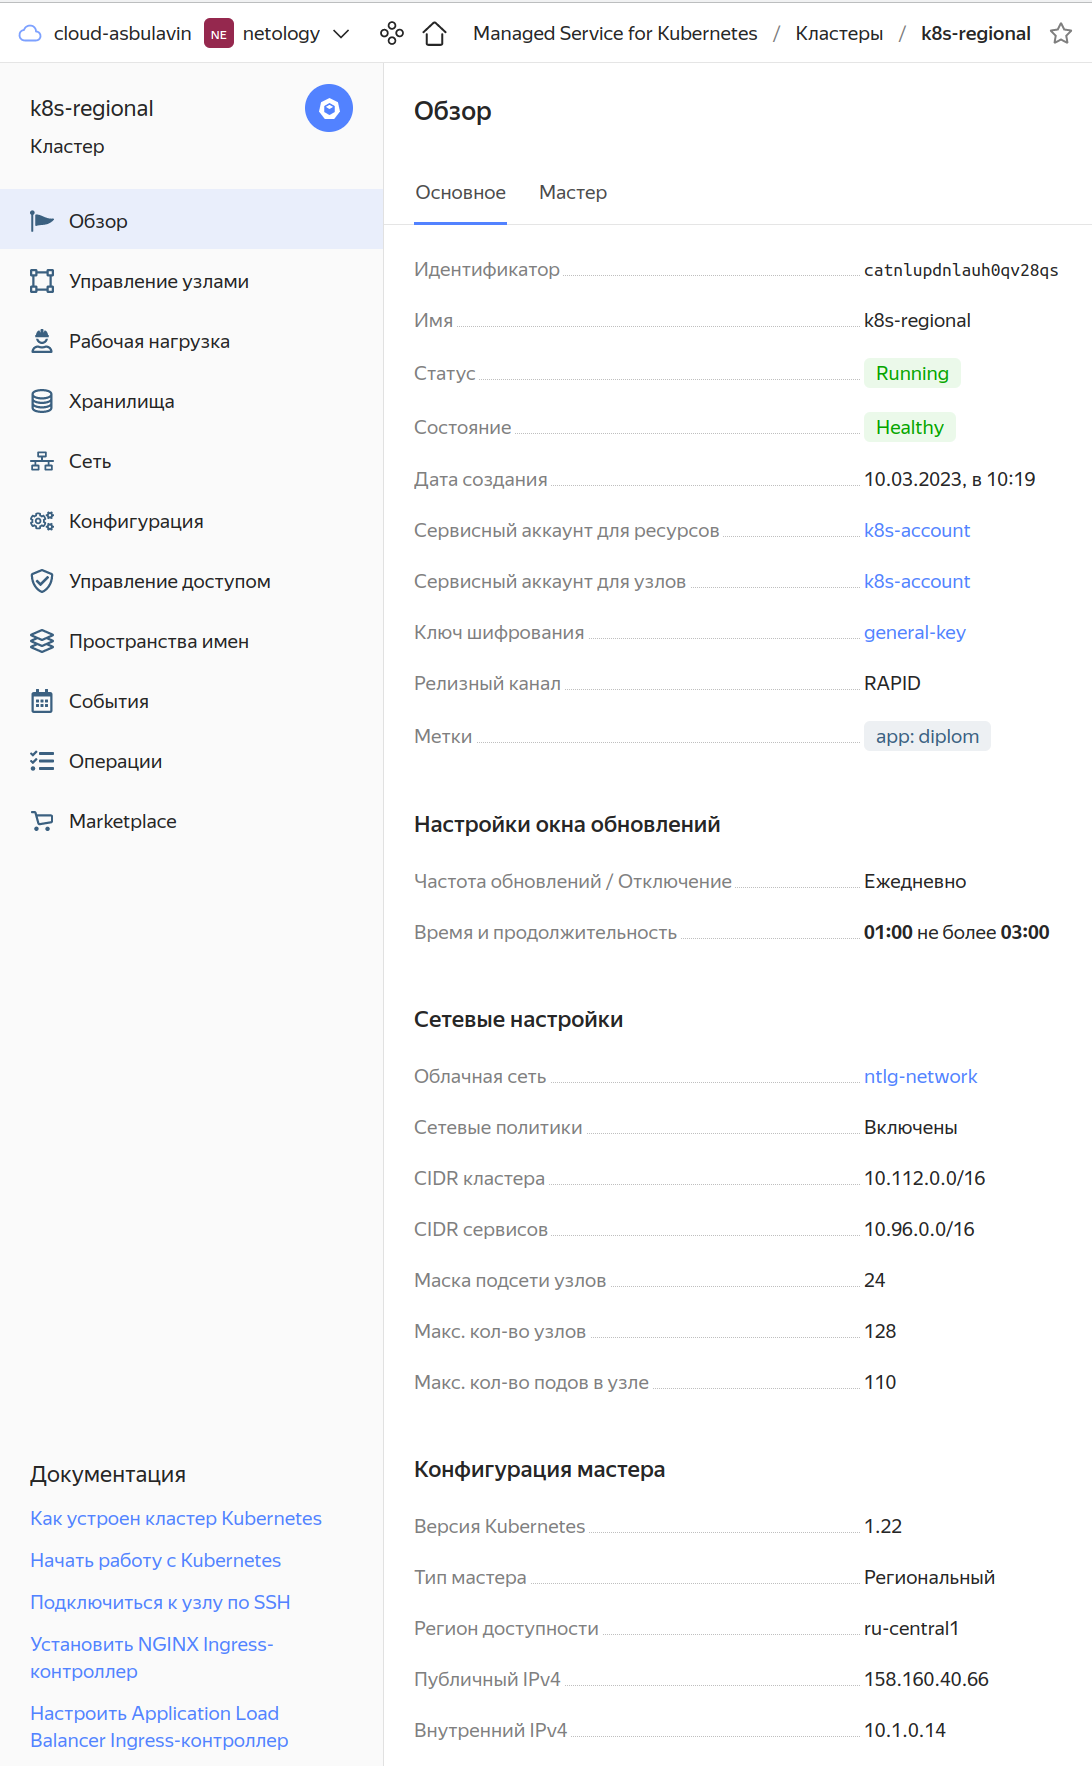 cloud-asbulavin NE netology Managed Service for Kubernetes / Кластеры / k8s-regional
k8s-regional
Кластер
Обзор
Управление узлами
Рабочая нагрузка
Хранилища
Сеть
Конфигурация
Управление доступом
Пространства имен
События
Операции
Marketplace
Документация
Как устроен кластер Kubernetes
Начать работу с Kubernetes
Подключиться к узлу по SSH
Установить NGINX Ingress-
контроллер
Настроить Application Load
Balancer Ingress-контроллер
Обзор
Основное Мастер
Идентификатор catnlupdnlauh0qv28qs
Имя k8s-regional
Статус Running
Состояние Healthy
Дата создания 10.03.2023, в 10:19
Сервисный аккаунт для ресурсов k8s-account
Сервисный аккаунт для узлов k8s-account
Ключ шифрования general-key
Релизный канал RAPID
Метки app: diplom
Настройки окна обновлений
Частота обновлений / Отключение Ежедневно
Время и продолжительность 01:00 не более 03:00
Сетевые настройки
Облачная сеть ntlg-network
Сетевые политики Включены
CIDR кластера 10.112.0.0/16
CIDR сервисов 10.96.0.0/16
Маска подсети узлов 24
Макс. кол-во узлов 128
Макс. кол-во подов в узле 110
Конфигурация мастера
Версия Kubernetes 1.22
Тип мастера Региональный
Регион доступности ru-central1
Публичный IPv4 158.160.40.66
Внутренний IPv4 10.1.0.14